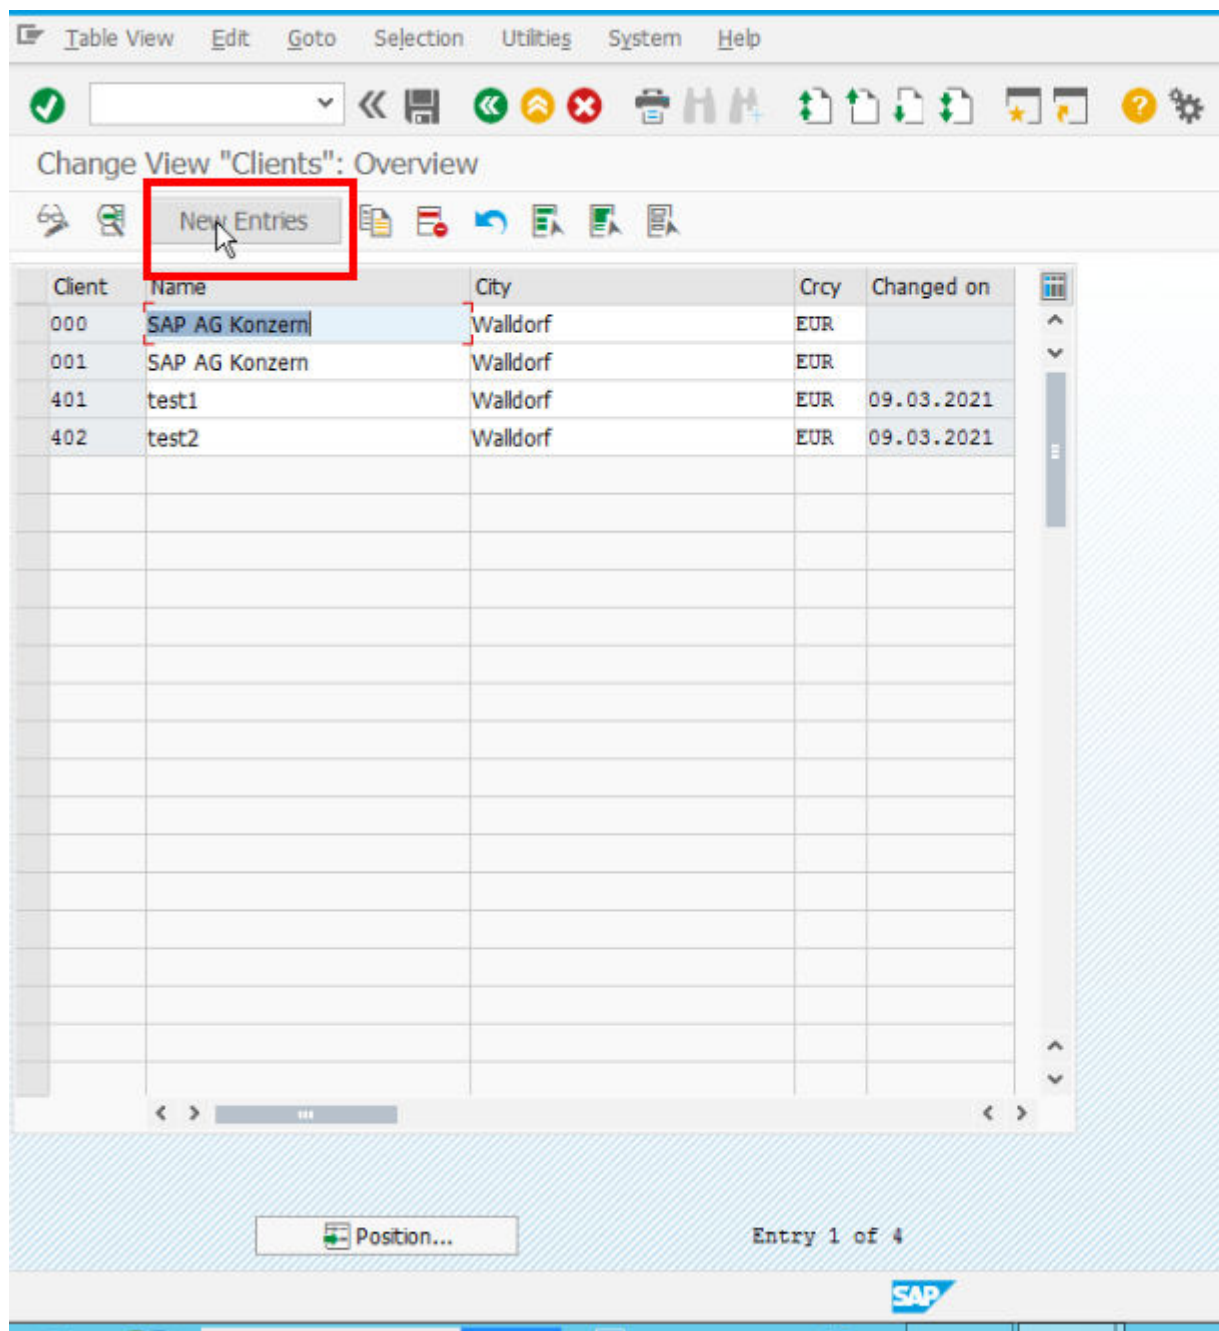 Table View Edit Goto Selection Utilities System Help
Change View "Clients": Overview
New Entries
Client Name City Crcy Changed on
000 SAP AG Konzern Walldorf EUR
001 SAP AG Konzern Walldorf EUR
401 test1 Walldorf EUR 09.03.2021
402 test2 Walldorf EUR 09.03.2021
Position... Entry 1 of 4
SAP